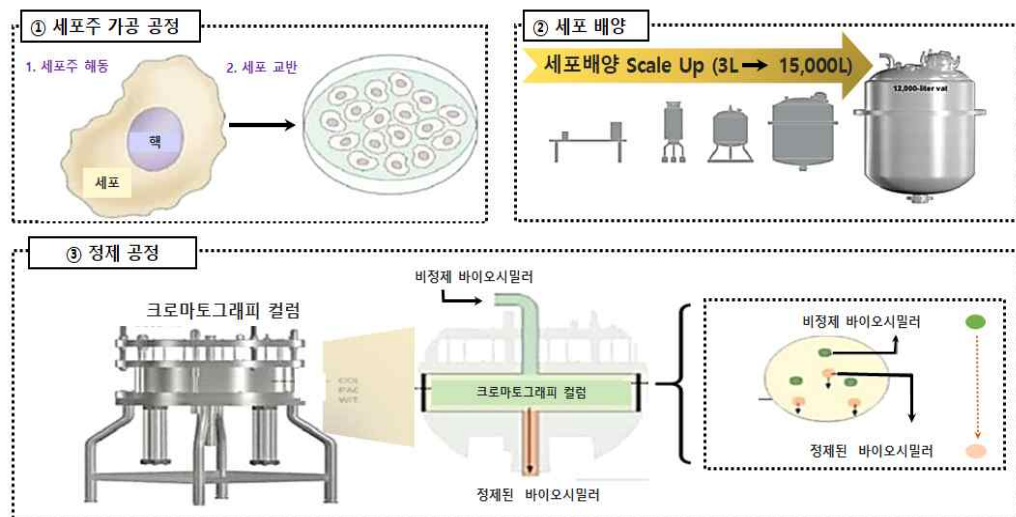 ① 세포주 가공 공정
1. 세포주 해동
2. 세포 교반
핵
세포
② 세포 배양
세포배양 Scale Up (3L → 15,000L)
12,000-liter vat
③ 정제 공정
크로마토그래피 컬럼
비정제 바이오시밀러
크로마토그래피 컬럼
정제된 바이오시밀러
비정제 바이오시밀러
정제된 바이오시밀러